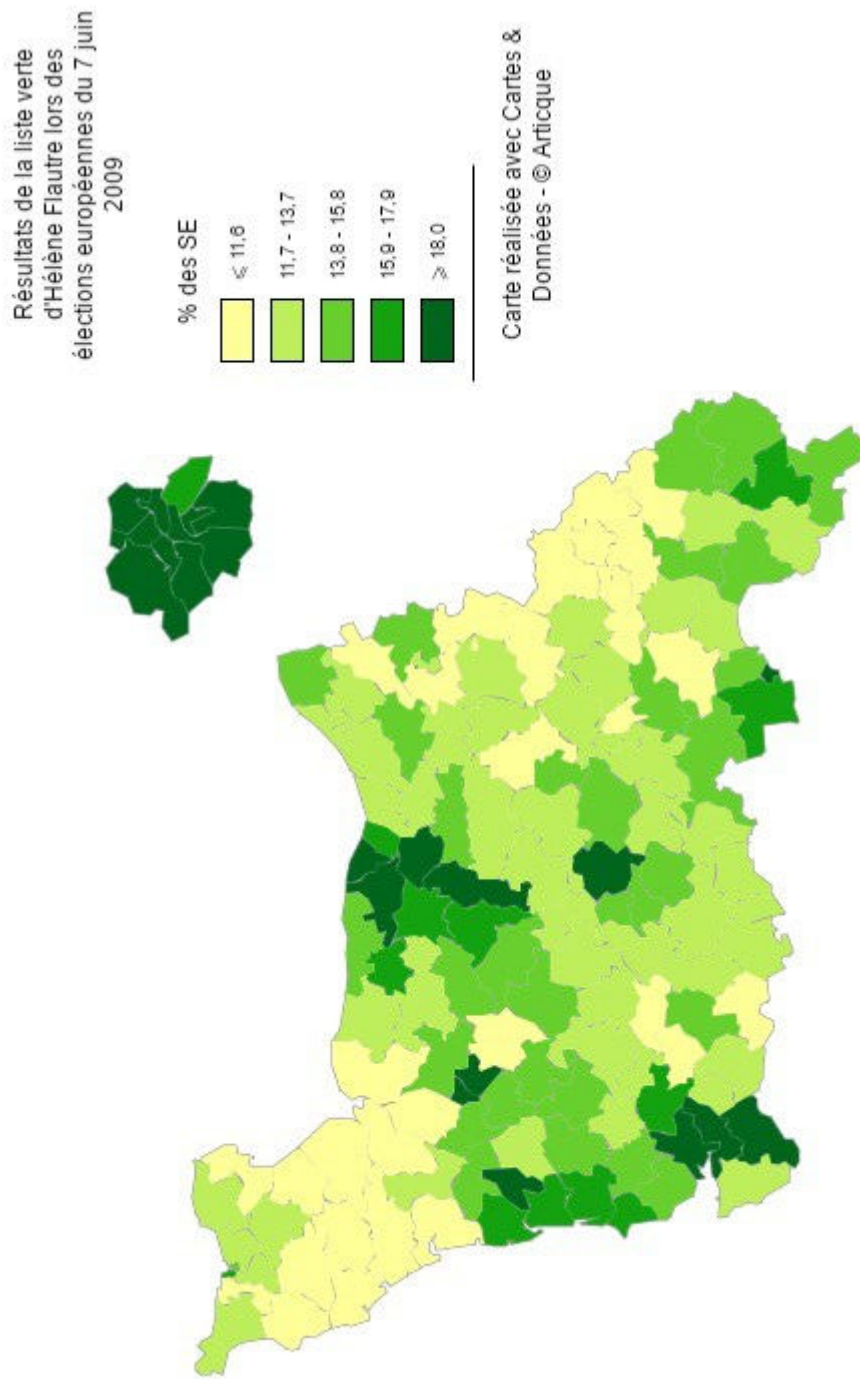 Résultats de la liste verte
d'Hélène Flautre lors des
élections européennes du 7 juin
2009
% des SE
⩽ 11,6
11,7 - 13,7
13,8 - 15,8
15,9 - 17,9
⩾ 18,0
Carte réalisée avec Cartes &
Données - © Articque